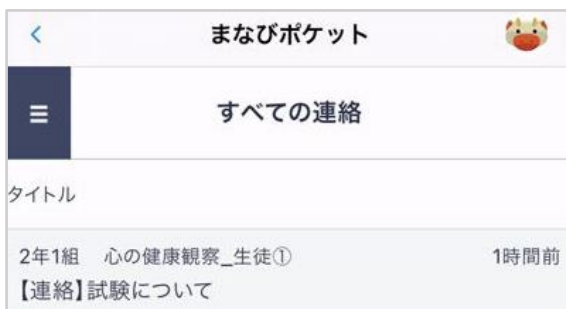 まなびポケット
すべての連絡
タイトル
2年1組 心の健康観察_生徒① 1時間前
【連絡】試験について